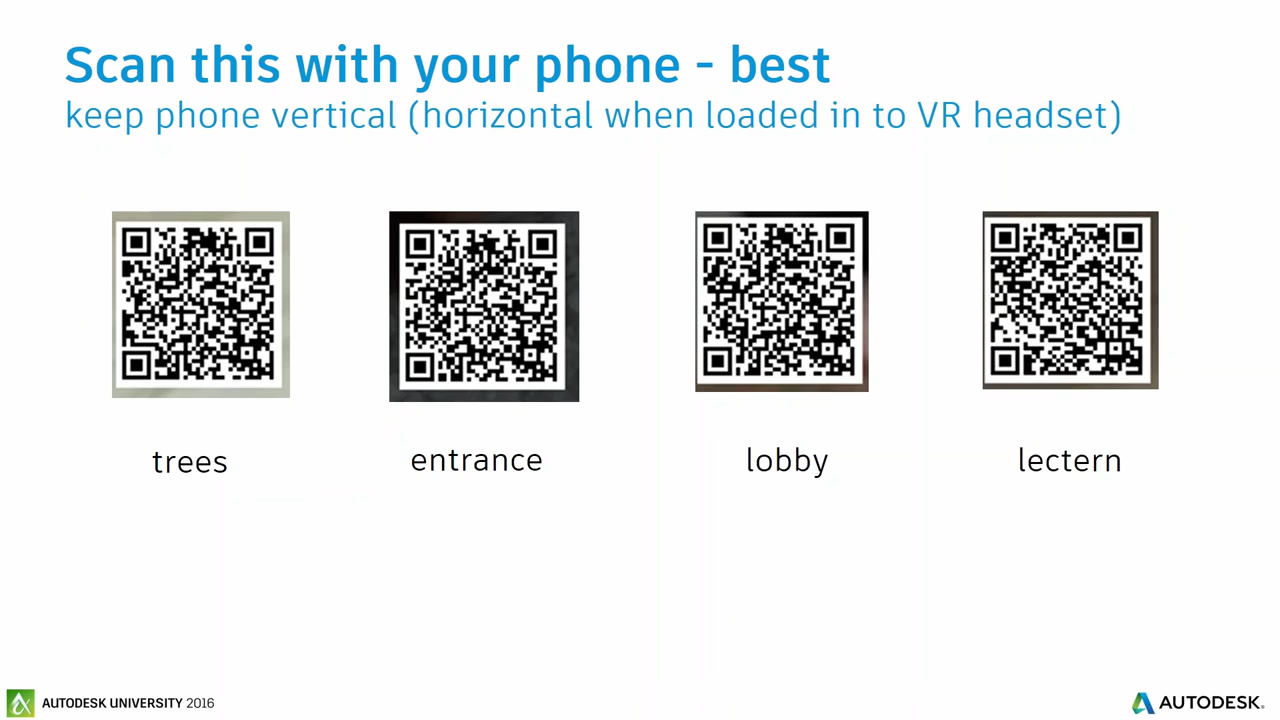 Scan this with your phone - best
keep phone vertical (horizontal when loaded in to VR headset)
trees entrance lobby lectern
AUTODESK UNIVERSITY 2016 AUTODESK®